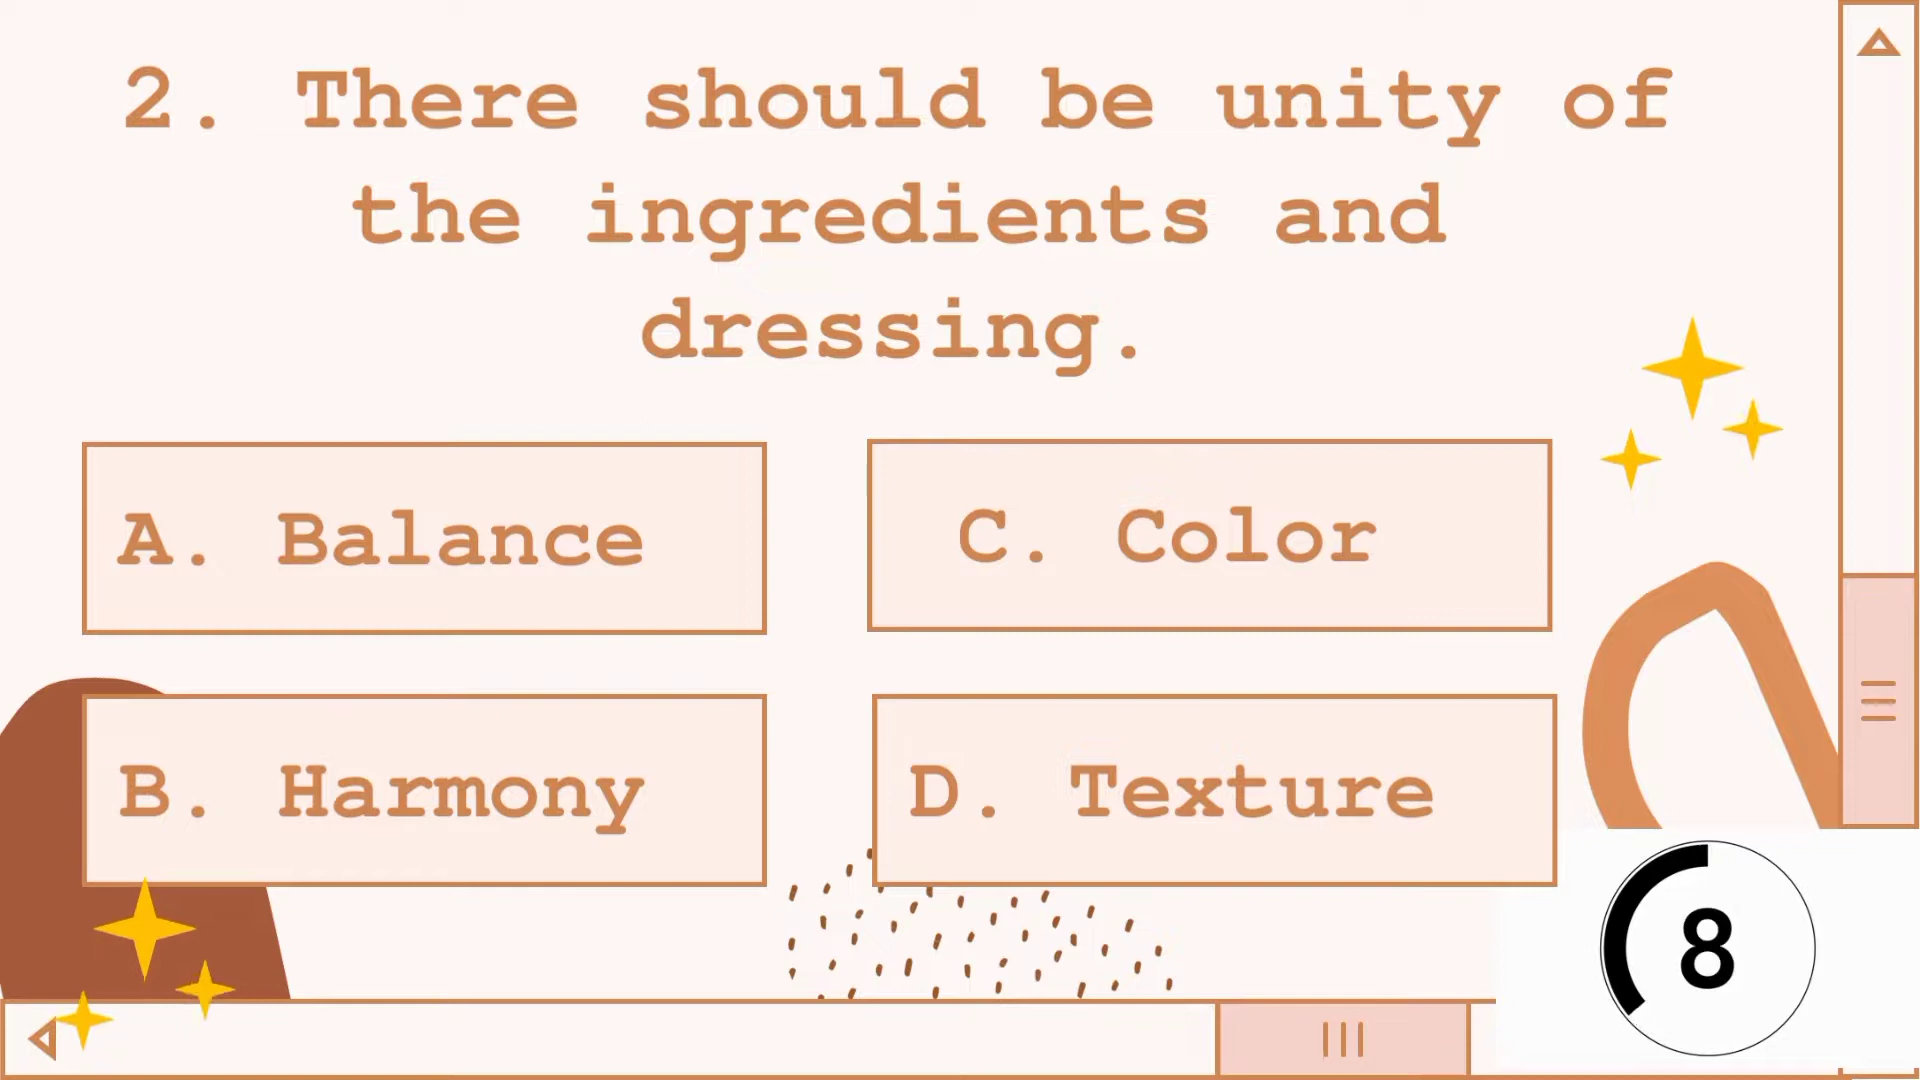 2. There should be unity of
the ingredients and
dressing.
A. Balance
C. Color
B. Harmony
D. Texture
8